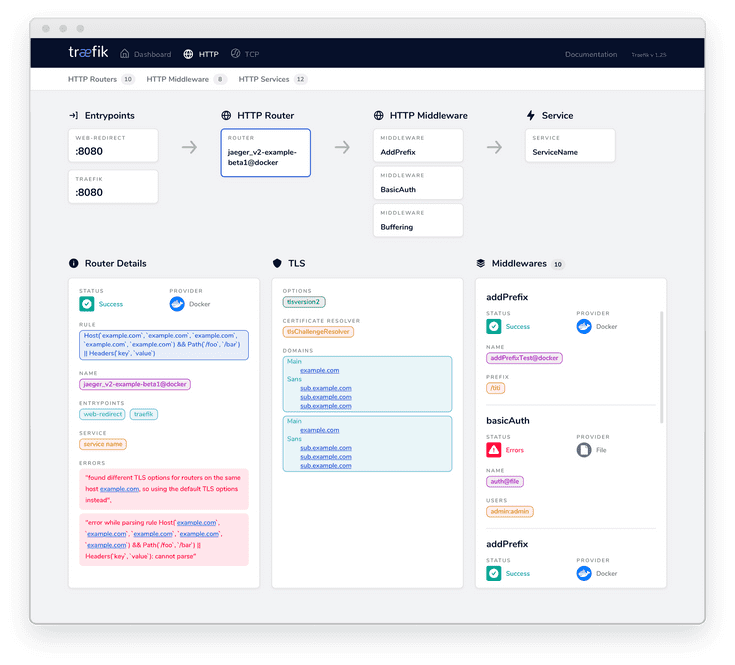 træfik
Dashboard
HTTP
TCP
Documentation
Traefik v 1.25
HTTP Routers 10
HTTP Middleware 8
HTTP Services 12
Entrypoints
WEB-REDIRECT
:8080
TRAEFIK
:8080
HTTP Router
ROUTER
jaeger_v2-example-
beta1@docker
HTTP Middleware
MIDDLEWARE
AddPrefix
MIDDLEWARE
BasicAuth
MIDDLEWARE
Buffering
Service
SERVICE
ServiceName
Router Details
STATUS
Success
PROVIDER
Docker
RULE
Host(`example.com`, `example.com`, `example.com`,
`example.com`, `example.com`) && Path(`/foo`, `/bar`)
|| Headers(`key`, `value`)
NAME
jaeger_v2-example-beta1@docker
ENTRYPOINTS
web-redirect
traefik
SERVICE
service name
ERRORS
"found different TLS options for routers on the same
host example.com, so using the default TLS options
instead",
"error while parsing rule Host(`example.com`,
`example.com`, `example.com`, `example.com`,
`example.com`) && Path(`/foo`, `/bar`) ||
Headers(`key`, `value`); cannot parse"
TLS
OPTIONS
tlsversion2
CERTIFICATE RESOLVER
tlsChallengeResolver
DOMAINS
Main
example.com
Sans
sub.example.com
sub.example.com
sub.example.com
Main
example.com
Sans
sub.example.com
sub.example.com
sub.example.com
Middlewares 10
addPrefix
STATUS
Success
PROVIDER
Docker
NAME
addPrefixTest@docker
PREFIX
basicAuth
STATUS
Errors
PROVIDER
File
NAME
auth@file
USERS
admin:admin
addPrefix
STATUS
Success
PROVIDER
Docker